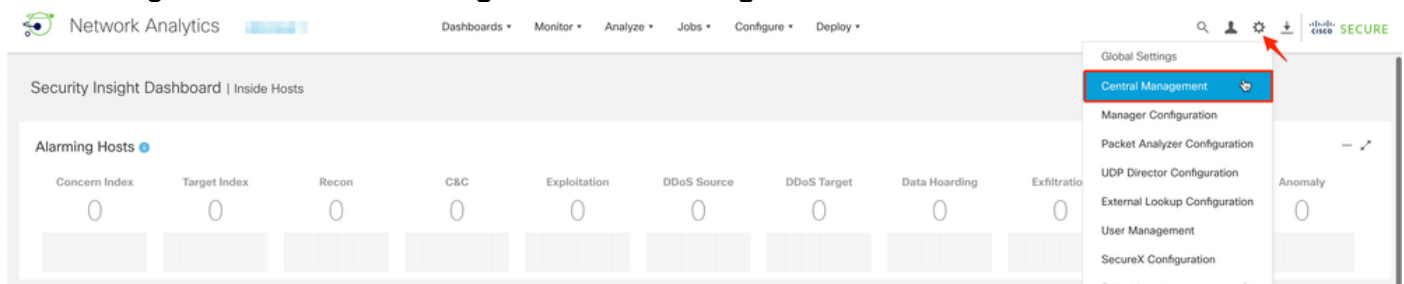 Network Analytics
Dashboards Monitor Analyze Jobs Configure Deploy
cisco SECURE
Global Settings
Security Insight Dashboard | Inside Hosts
Central Management
Manager Configuration
Alarming Hosts
Packet Analyzer Configuration
UDP Director Configuration
Concern Index Target Index Recon C&C Exploitation DDoS Source DDoS Target Data Hoarding Exfiltratio Anomaly
0 0 0 0 0 0 0 0 0 0
External Lookup Configuration
User Management
SecureX Configuration